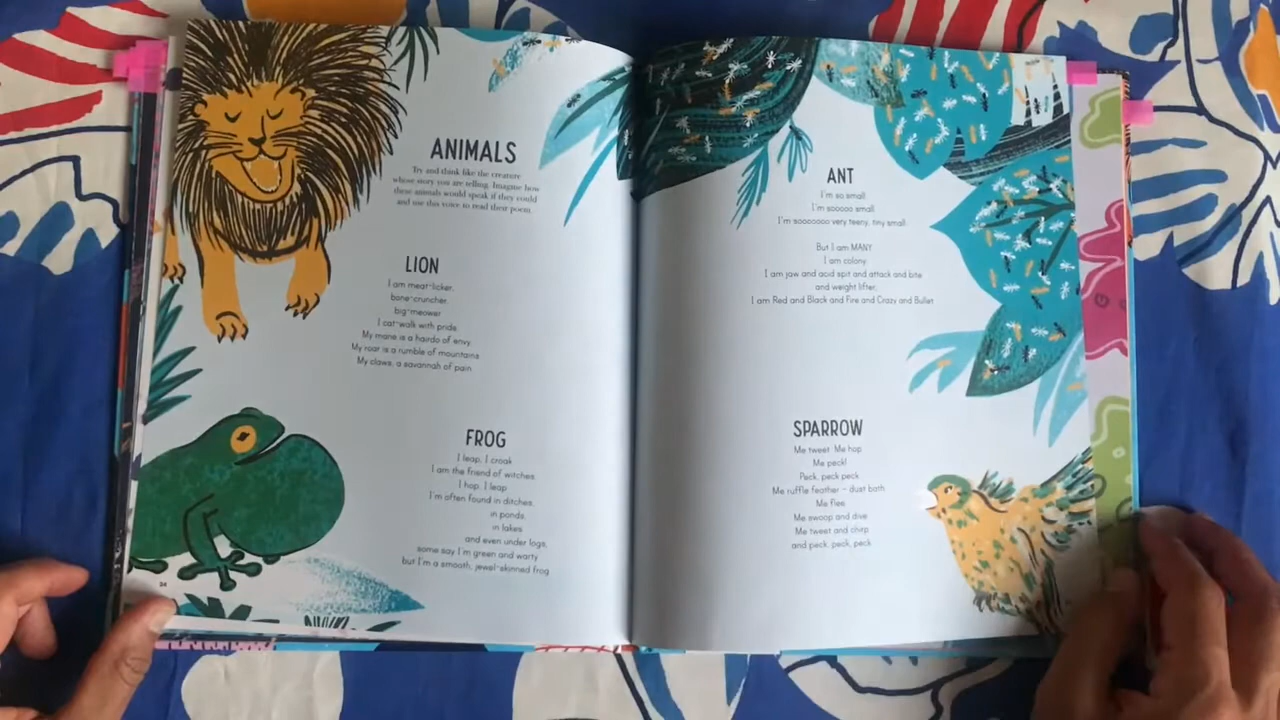 ANIMALS
Try and think like the creature
whose story you are telling. Imagine how
these animals would speak if they could
and use this voice to read their poem.
LION
I am meat-licker,
bone-cruncher,
big-meower
I cat-walk with pride.
My mane is a hairdo of envy.
My roar is a rumble of mountains
My claws, a savannah of pain.
FROG
I leap, I croak
I am the friend of witches.
I hop, I leap
I'm often found in ditches,
in ponds,
in lakes
and even under logs,
some say I'm green and warty
but I'm a smooth, jewel-skinned frog.
ANT
I'm so small
I'm sooooo small
I'm sooooooo very teeny, tiny small.
But I am MANY
I am colony
I am jaw and acid spit and attack and bite
and weight lifter,
I am Red and Black and Fire and Crazy and Bullet
SPARROW
Me tweet. Me hop
Me peck!
Peck, peck peck
Me ruffle feather – dust bath
Me flee
Me swoop and dive
Me tweet and chirp
and peck, peck, peck